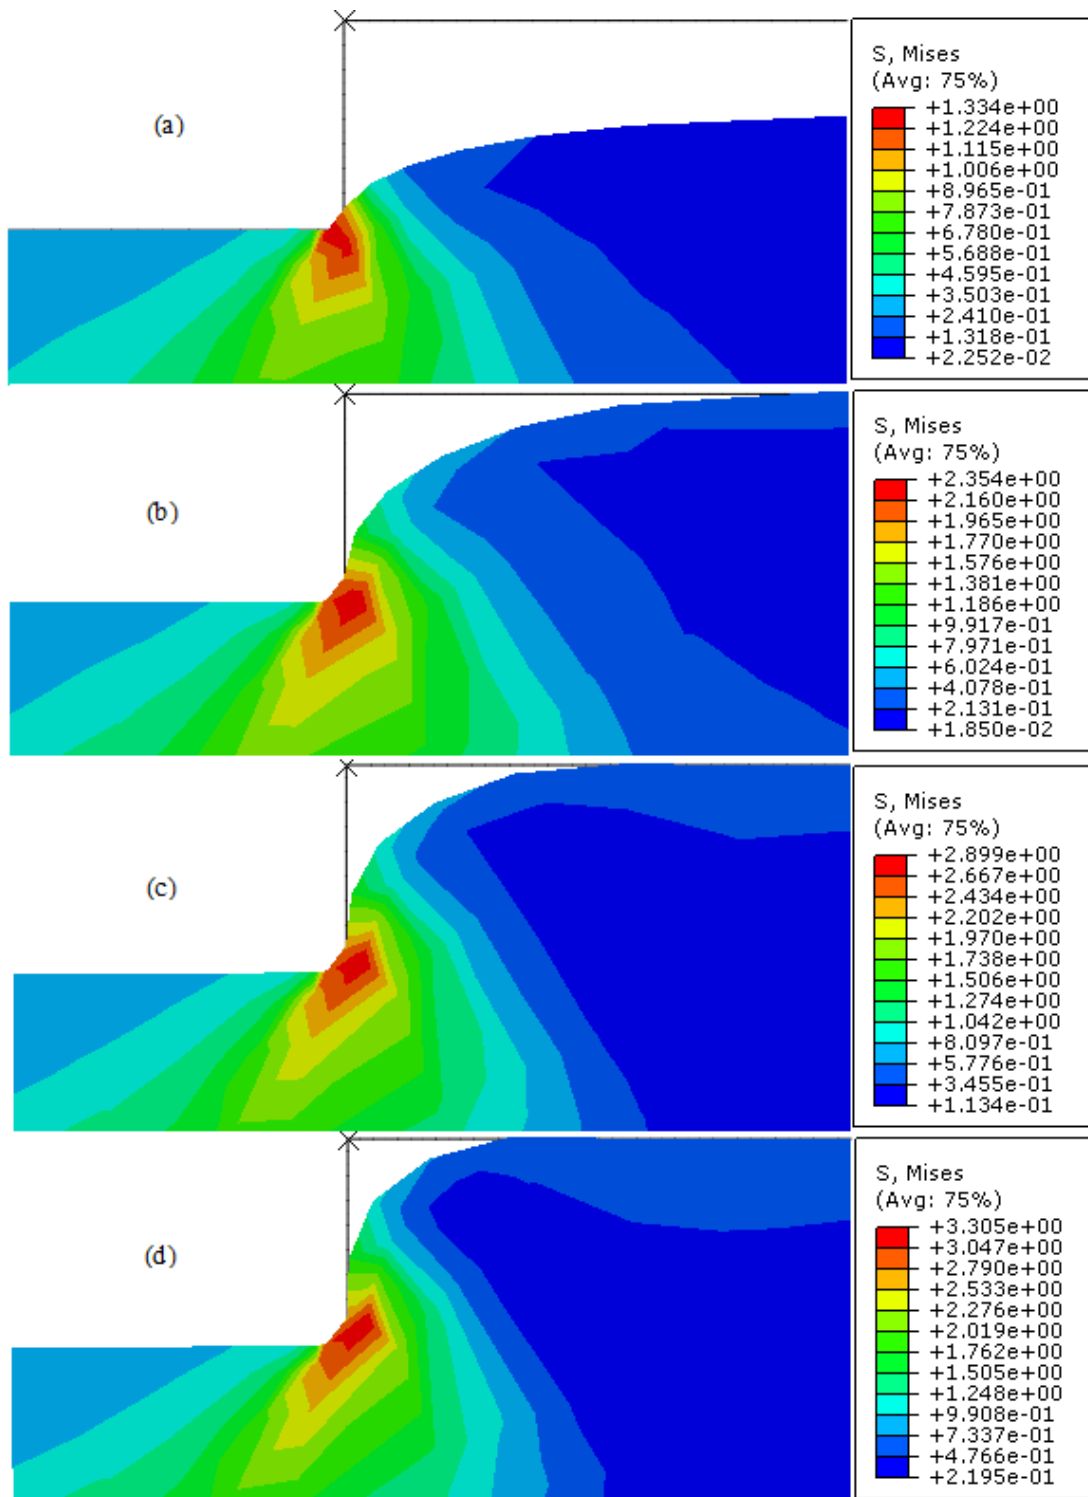 (a)
S, Mises
(Avg: 75%)
+1.334e+00
+1.224e+00
+1.115e+00
+1.006e+00
+8.965e-01
+7.873e-01
+6.780e-01
+5.688e-01
+4.595e-01
+3.503e-01
+2.410e-01
+1.318e-01
+2.252e-02
(b)
S, Mises
(Avg: 75%)
+2.354e+00
+2.160e+00
+1.965e+00
+1.770e+00
+1.576e+00
+1.381e+00
+1.186e+00
+9.917e-01
+7.971e-01
+6.024e-01
+4.078e-01
+2.131e-01
+1.850e-02
(c)
S, Mises
(Avg: 75%)
+2.899e+00
+2.667e+00
+2.434e+00
+2.202e+00
+1.970e+00
+1.738e+00
+1.506e+00
+1.274e+00
+1.042e+00
+8.097e-01
+5.776e-01
+3.455e-01
+1.134e-01
(d)
S, Mises
(Avg: 75%)
+3.305e+00
+3.047e+00
+2.790e+00
+2.533e+00
+2.276e+00
+2.019e+00
+1.762e+00
+1.505e+00
+1.248e+00
+9.908e-01
+7.337e-01
+4.766e-01
+2.195e-01